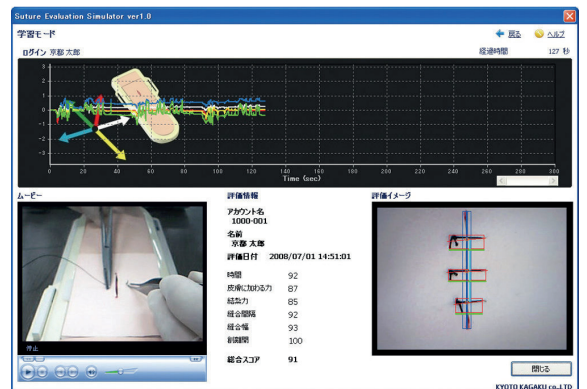 Suture Evaluation Simulator ver1.0
学習モード
戻る
ヘルプ
ログイン 京都 太郎
経過時間 127 秒
3
2
1
0
-1
-2
-3
0 20 40 60 80 100 120 140 160 180 200 220 240 260 280 300
Time (sec)
ムービー
停止
評価情報
アカウント名
1000-001
名前
京都 太郎
評価日付 2008/07/01 14:51:01
時間 92
皮膚に加わる力 87
結紮力 85
縫合間隔 92
縫合幅 93
創離開 100
総合スコア 91
評価イメージ
閉じる
KYOTO KAGAKU co.,LTD